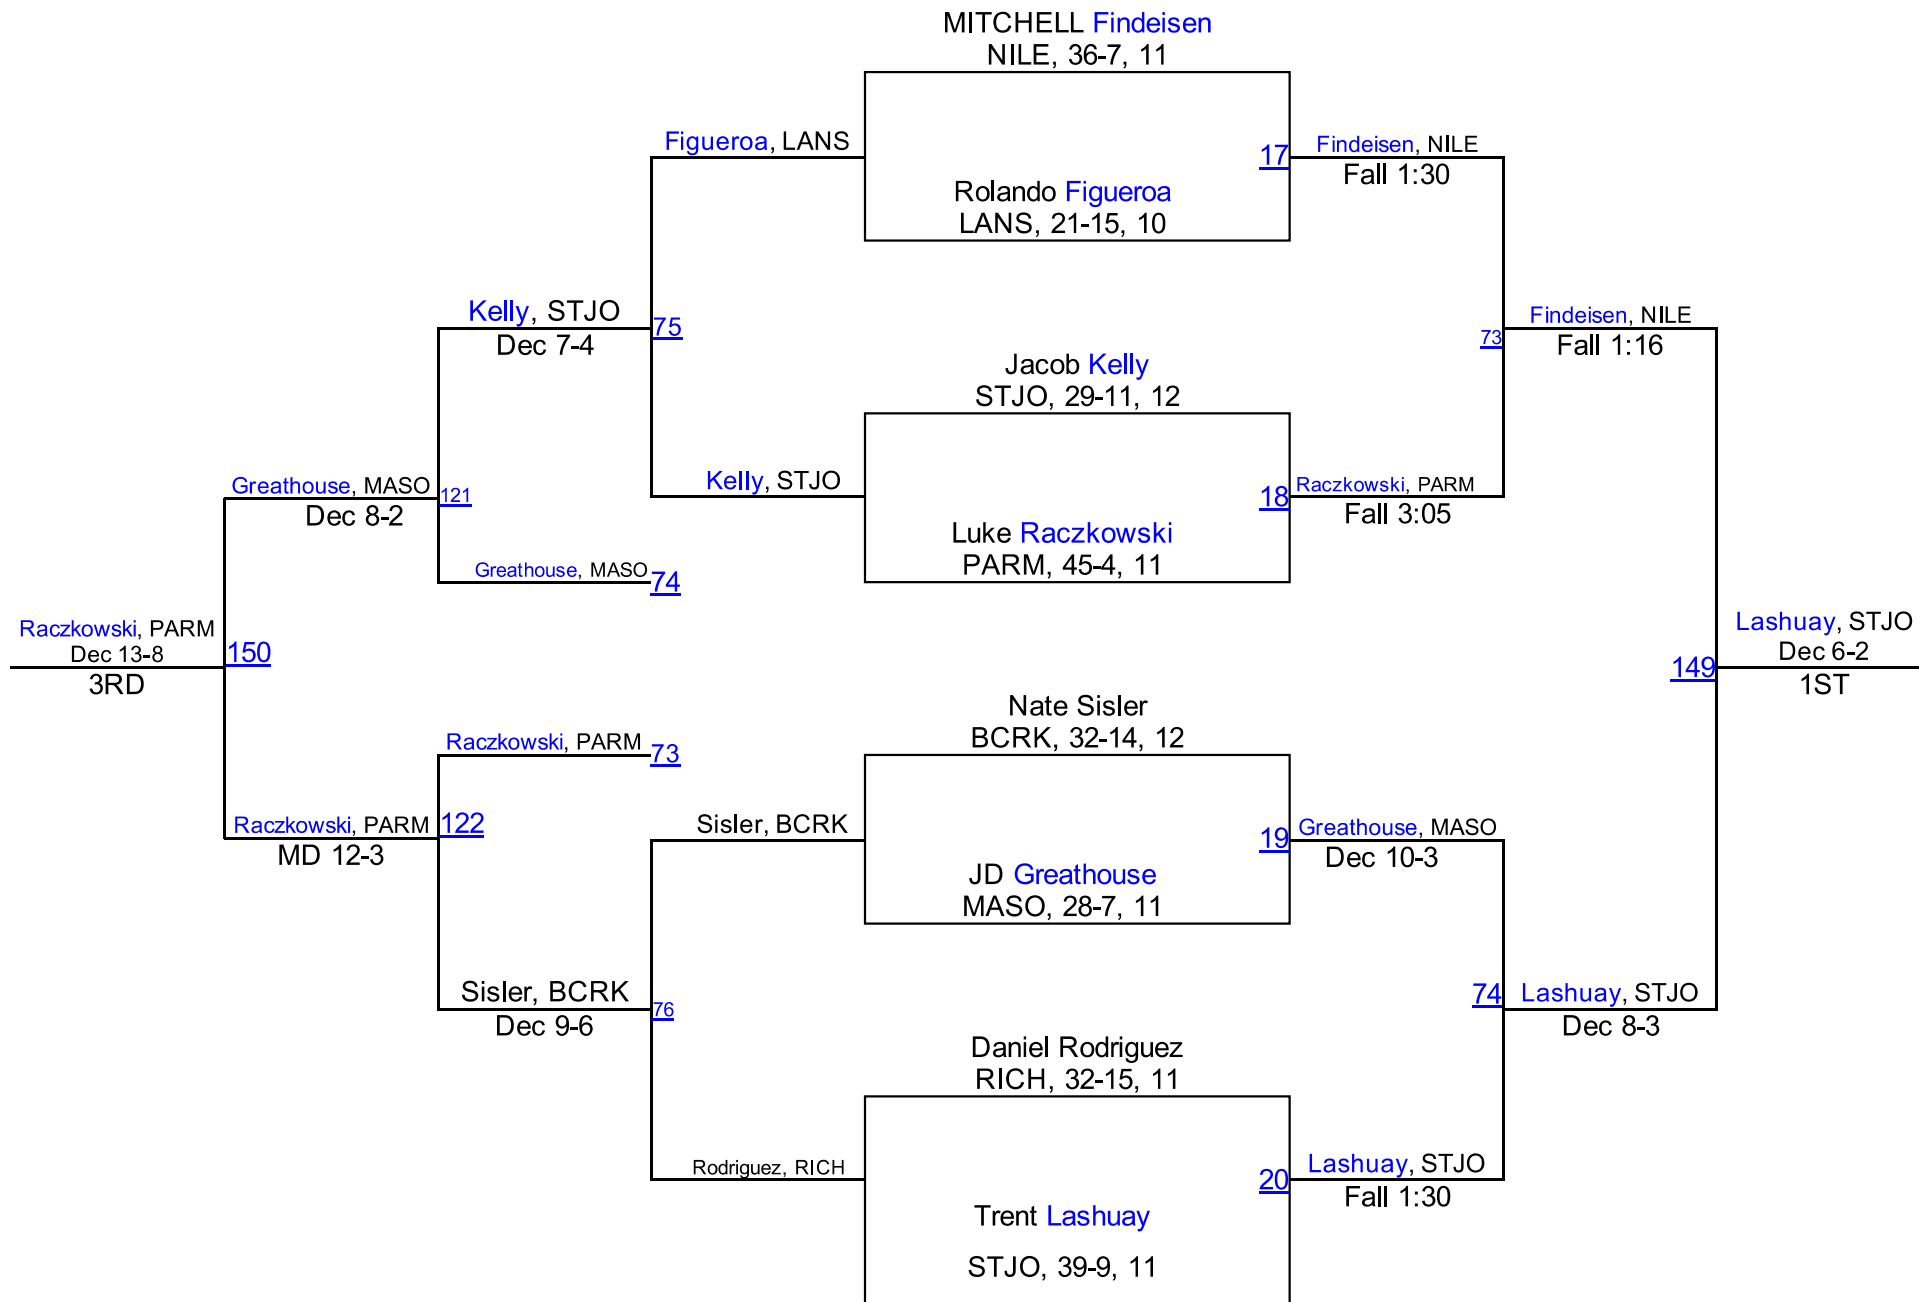 MITCHELL Findeisen
NILE, 36-7, 11
Figueroa, LANS
17
Findeisen, NILE
Fall 1:30
Rolando Figueroa
LANS, 21-15, 10
Kelly, STJO
Dec 7-4
75
73
Findeisen, NILE
Fall 1:16
Jacob Kelly
STJO, 29-11, 12
Greathouse, MASO
Dec 8-2
121
Kelly, STJO
18
Raczkowski, PARM
Fall 3:05
Luke Raczkowski
PARM, 45-4, 11
Greathouse, MASO
74
Raczkowski, PARM
Dec 13-8
3RD
150
149
Lashuay, STJO
Dec 6-2
1ST
Nate Sisler
BCRK, 32-14, 12
Raczkowski, PARM
73
Raczkowski, PARM
MD 12-3
122
Sisler, BCRK
19
Greathouse, MASO
Dec 10-3
JD Greathouse
MASO, 28-7, 11
Sisler, BCRK
Dec 9-6
76
74
Lashuay, STJO
Dec 8-3
Daniel Rodriguez
RICH, 32-15, 11
Rodriguez, RICH
20
Lashuay, STJO
Fall 1:30
Trent Lashuay
STJO, 39-9, 11